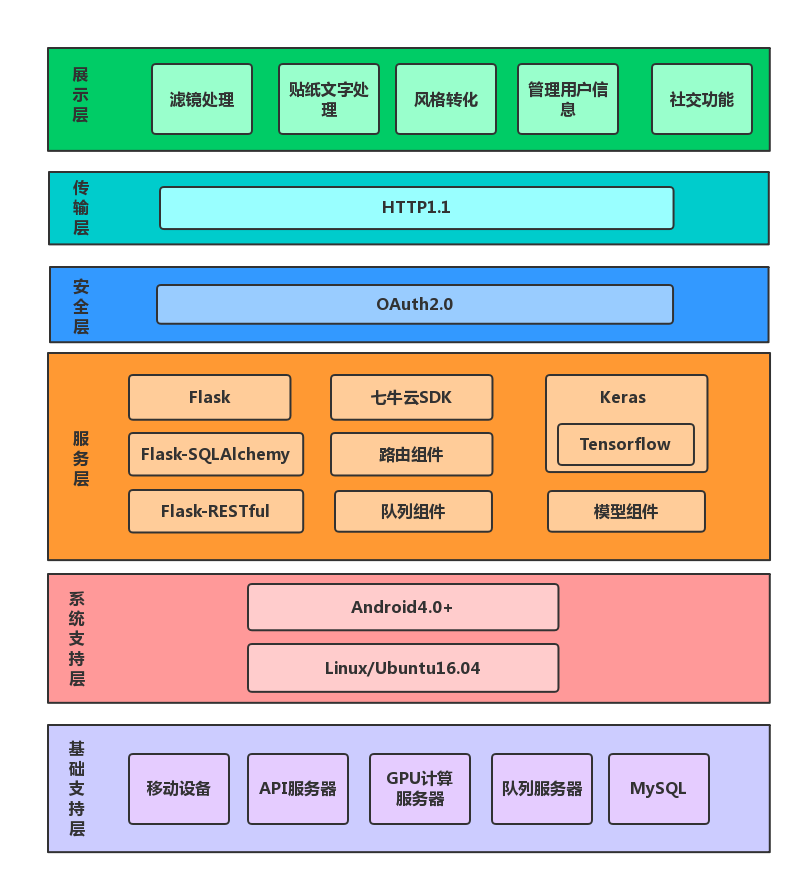 展示层
滤镜处理
贴纸文字处
理
风格转化
管理用户信
息
社交功能
传输层
HTTP1.1
安全层
OAuth2.0
服务层
Flask
七牛云SDK
Keras
Tensorflow
Flask-SQLAlchemy
路由组件
Flask-RESTful
队列组件
模型组件
系统支持层
Android4.0+
Linux/Ubuntu16.04
基础支持层
移动设备
API服务器
GPU计算
服务器
队列服务器
MySQL